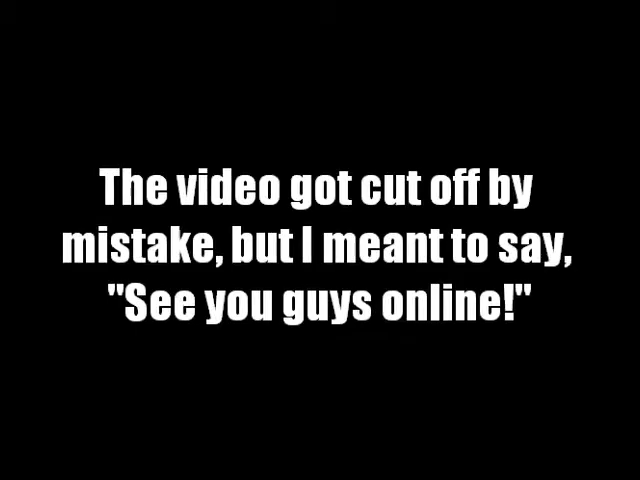 The video got cut off by
mistake, but I meant to say,
"See you guys online!"